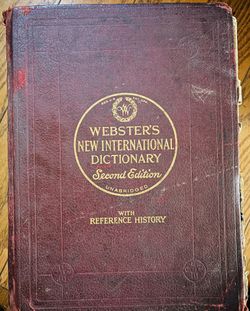 WEBSTER'S
NEW INTERNATIONAL
DICTIONARY
Second Edition
UNABRIDGED
WITH
REFERENCE HISTORY